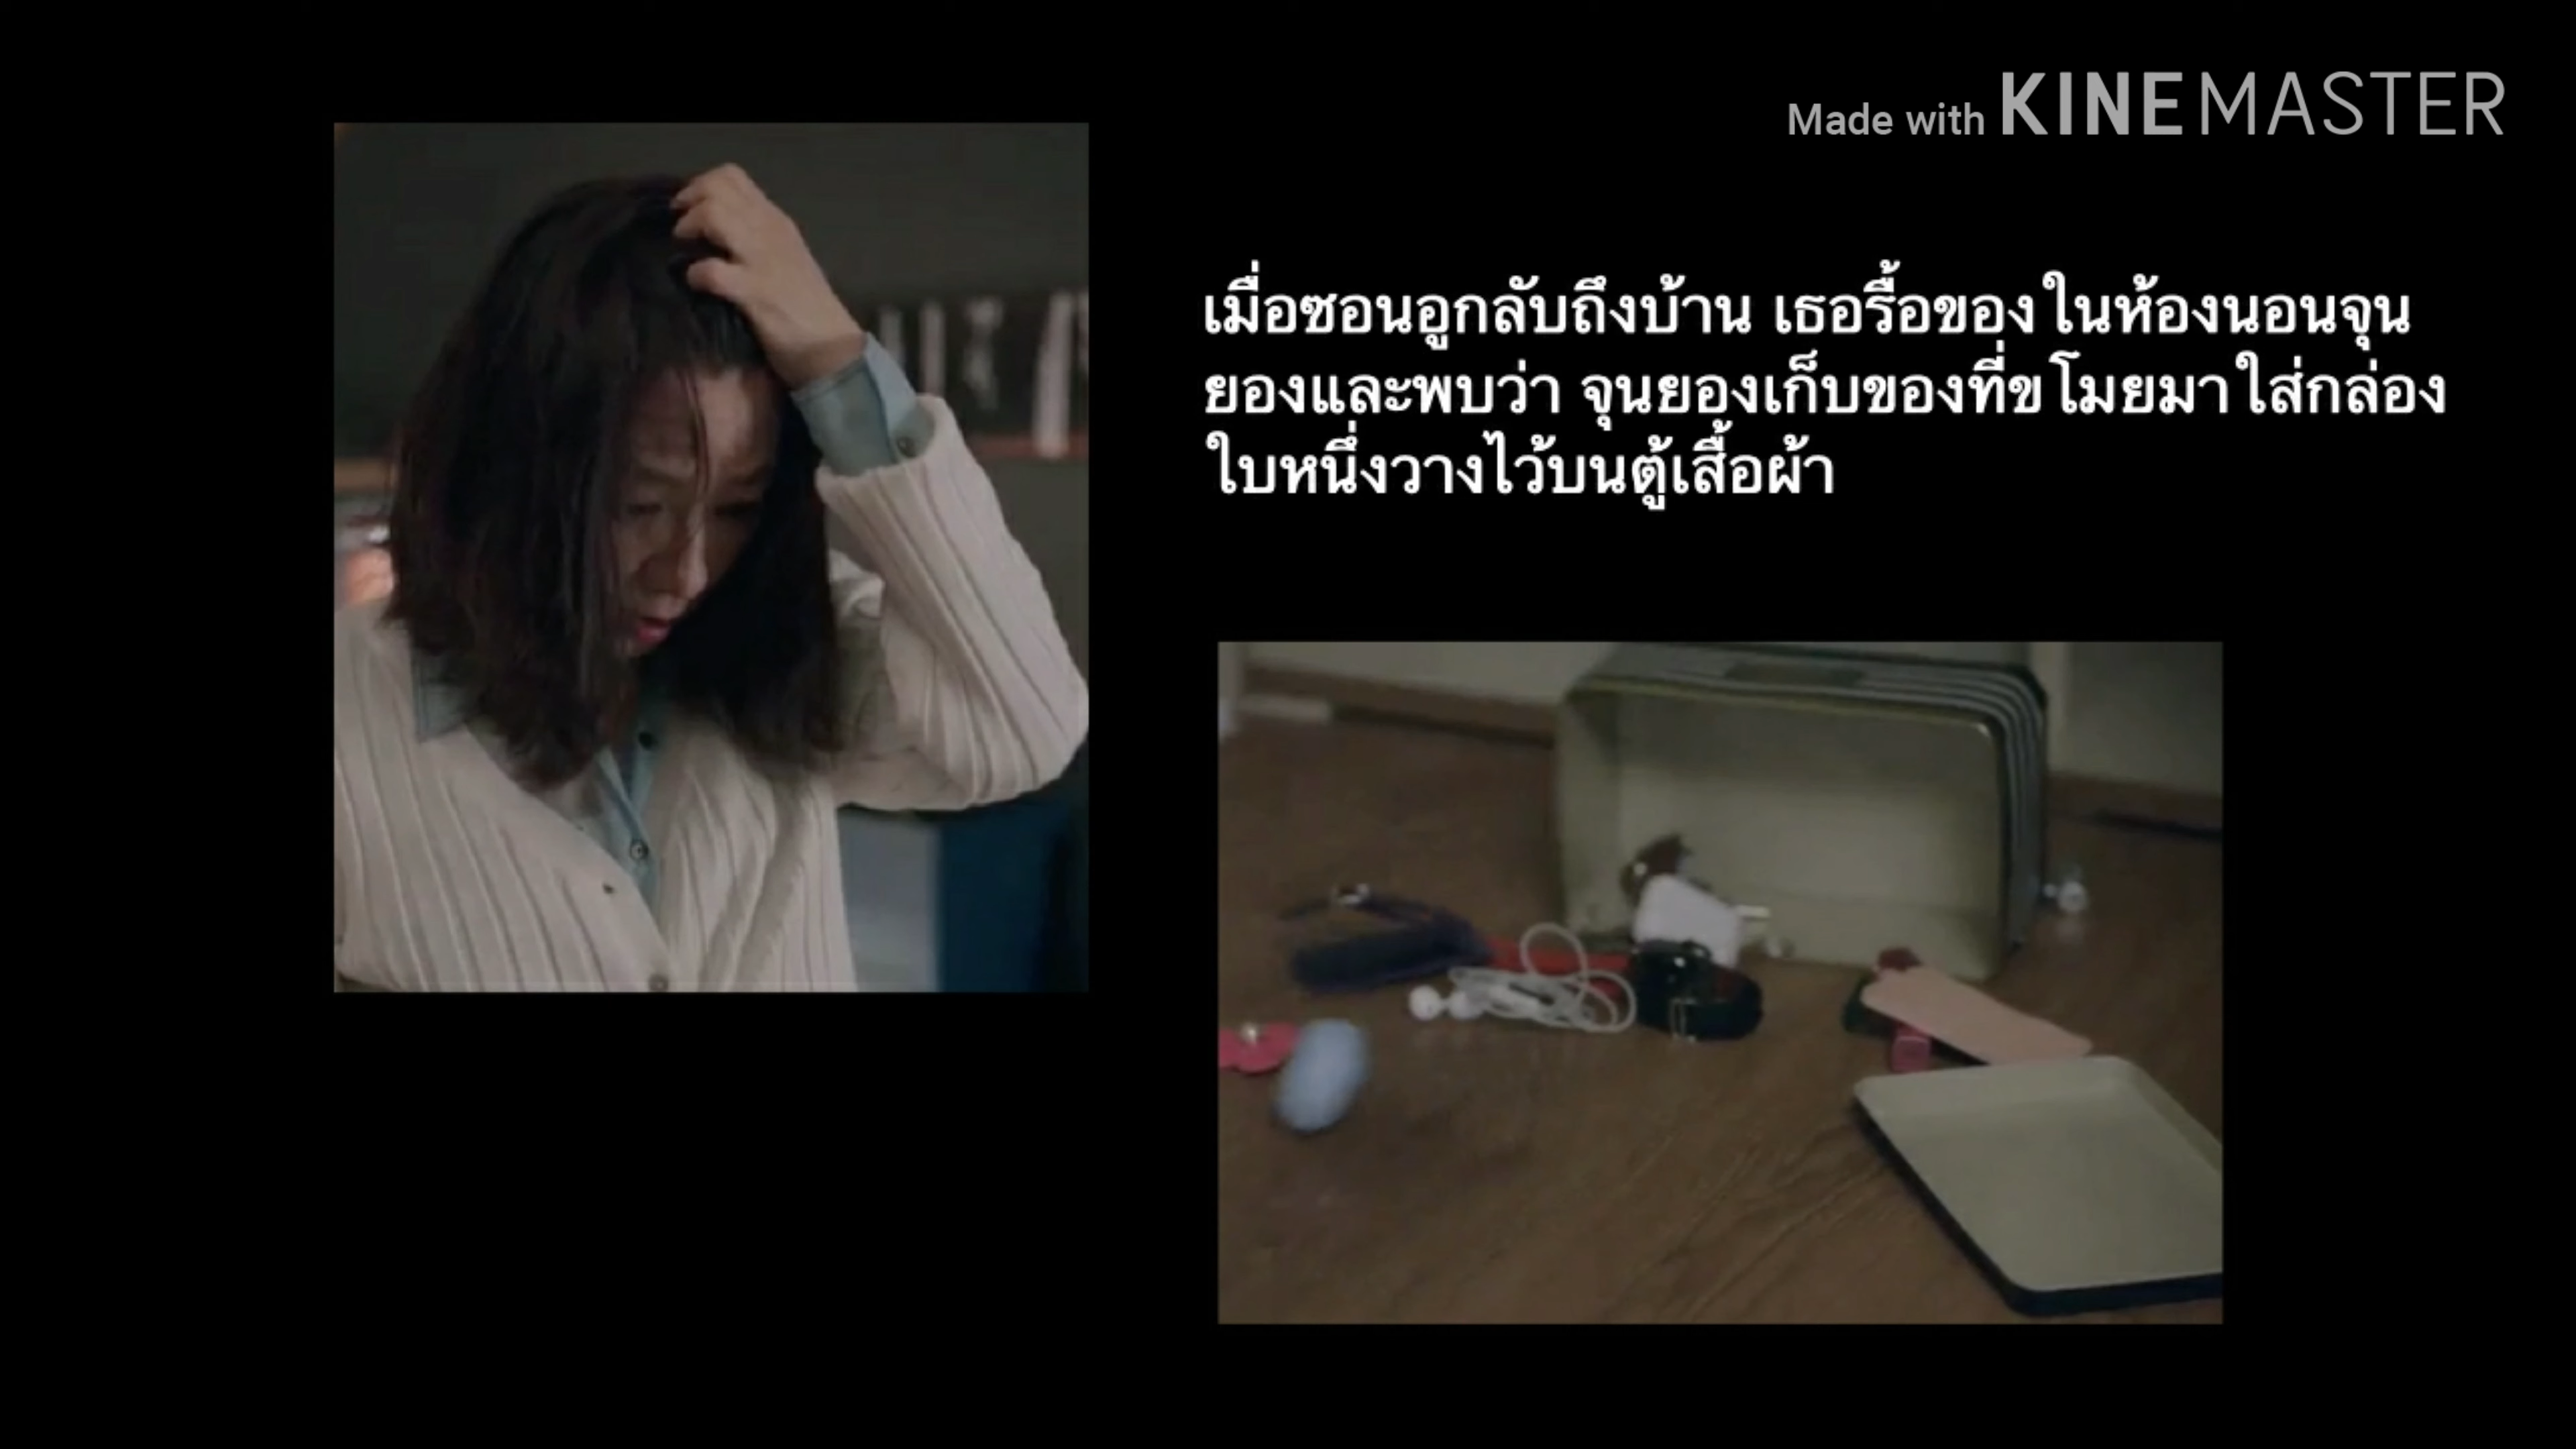 Made with KINEMASTER
เมื่อซอนอูกลับถึงบ้าน เธอรื้อของในห้องนอนจุน
ยองและพบว่า จุนยองเก็บของที่ขโมยมาใส่กล่อง
ใบหนึ่งวางไว้บนตู้เสื้อผ้า